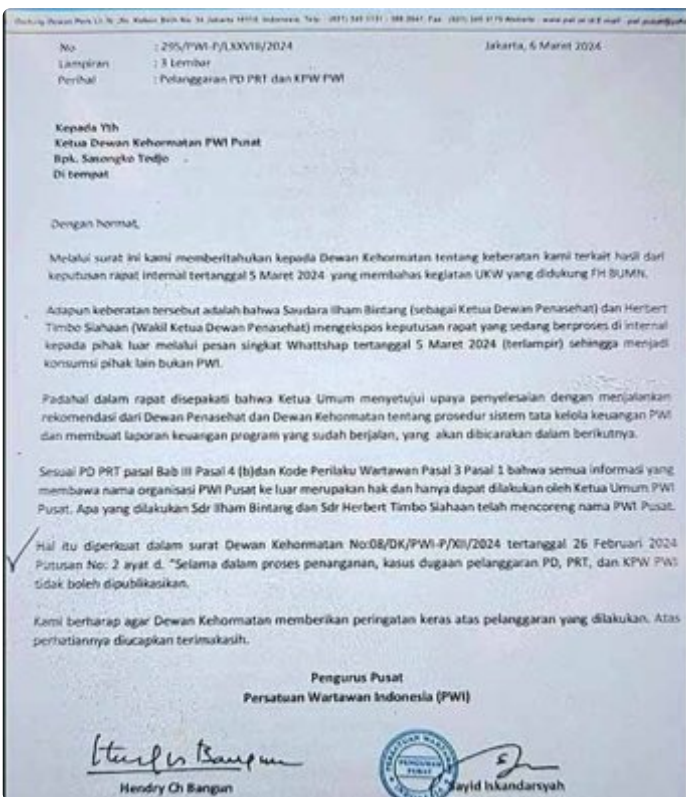 No : 295/PWI-P/LXXVIII/2024 Jakarta, 6 Maret 2024
Lampiran : 3 Lembar
Perihal : Pelanggaran PD PRT dan KPW PWI
Kepada Yth
Ketua Dewan Kehormatan PWI Pusat
Bpk. Sasongko Tedjo
Di tempat
Dengan hormat,
Melalui surat ini kami memberitahukan kepada Dewan Kehormatan tentang keberatan kami terkait hasil dari
keputusan rapat internal tertanggal 5 Maret 2024 yang membahas kegiatan UKW yang didukung FH BUMN.
Adapun keberatan tersebut adalah bahwa Saudara Ilham Bintang (sebagai Ketua Dewan Penasehat) dan Herbert
Timbo Siahaan (Wakil Ketua Dewan Penasehat) mengekspos keputusan rapat yang sedang berproses di internal
kepada pihak luar melalui pesan singkat Whattshap tertanggal 5 Maret 2024 (terlampir) sehingga menjadi
konsumsi pihak lain bukan PWI.
Padahal dalam rapat disepakati bahwa Ketua Umum menyetujui upaya penyelesaian dengan menjalankan
rekomendasi dari Dewan Penasehat dan Dewan Kehormatan tentang prosedur sistem tata kelola keuangan PWI
dan membuat laporan keuangan program yang sudah berjalan, yang akan dibicarakan dalam berikutnya.
Sesuai PD PRT pasal Bab III Pasal 4 (b)dan Kode Perilaku Wartawan Pasal 3 Pasal 1 bahwa semua informasi yang
membawa nama organisasi PWI Pusat ke luar merupakan hak dan hanya dapat dilakukan oleh Ketua Umum PWI
Pusat. Apa yang dilakukan Sdr Ilham Bintang dan Sdr Herbert Timbo Siahaan telah mencoreng nama PWI Pusat.
Hal itu diperkuat dalam surat Dewan Kehormatan No:08/DK/PWI-P/XII/2024 tertanggal 26 Februari 2024
Putusan No: 2 ayat d. "Selama dalam proses penanganan, kasus dugaan pelanggaran PD, PRT, dan KPW PWI
tidak boleh dipublikasikan.
Kami berharap agar Dewan Kehormatan memberikan peringatan keras atas pelanggaran yang dilakukan. Atas
perhatiannya diucapkan terimakasih.
Pengurus Pusat
Persatuan Wartawan Indonesia (PWI)
PENGURUS
PUSAT
Hendry Ch Bangun Sayid Iskandarsyah